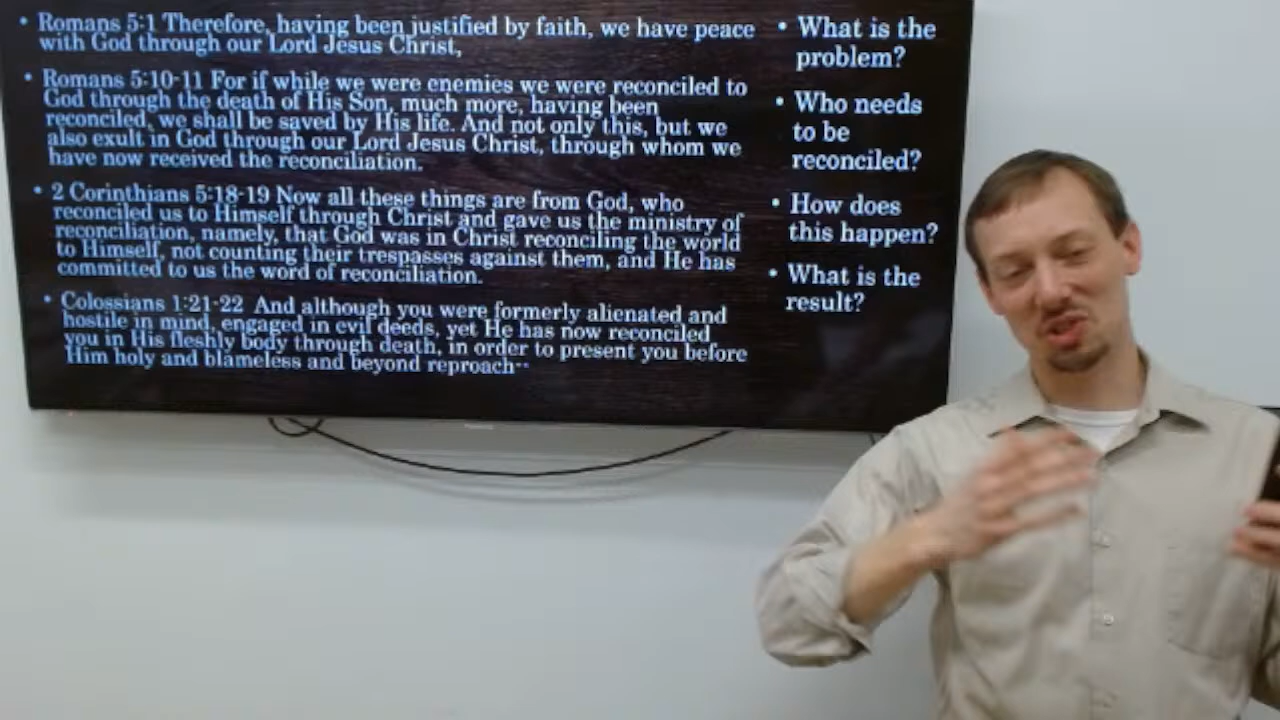 • Romans 5:1 Therefore, having been justified by faith, we have peace
with God through our Lord Jesus Christ,
• Romans 5:10-11 For if while we were enemies we were reconciled to
God through the death of His Son, much more, having been
reconciled, we shall be saved by His life. And not only this, but we
also exult in God through our Lord Jesus Christ, through whom we
have now received the reconciliation.
• 2 Corinthians 5:18-19 Now all these things are from God, who
reconciled us to Himself through Christ and gave us the ministry of
reconciliation, namely, that God was in Christ reconciling the world
to Himself, not counting their trespasses against them, and He has
committed to us the word of reconciliation.
• Colossians 1:21-22 And although you were formerly alienated and
hostile in mind, engaged in evil deeds, yet He has now reconciled
you in His fleshly body through death, in order to present you before
Him holy and blameless and beyond reproach--
• What is the
problem?
• Who needs
to be
reconciled?
• How does
this happen?
• What is the
result?